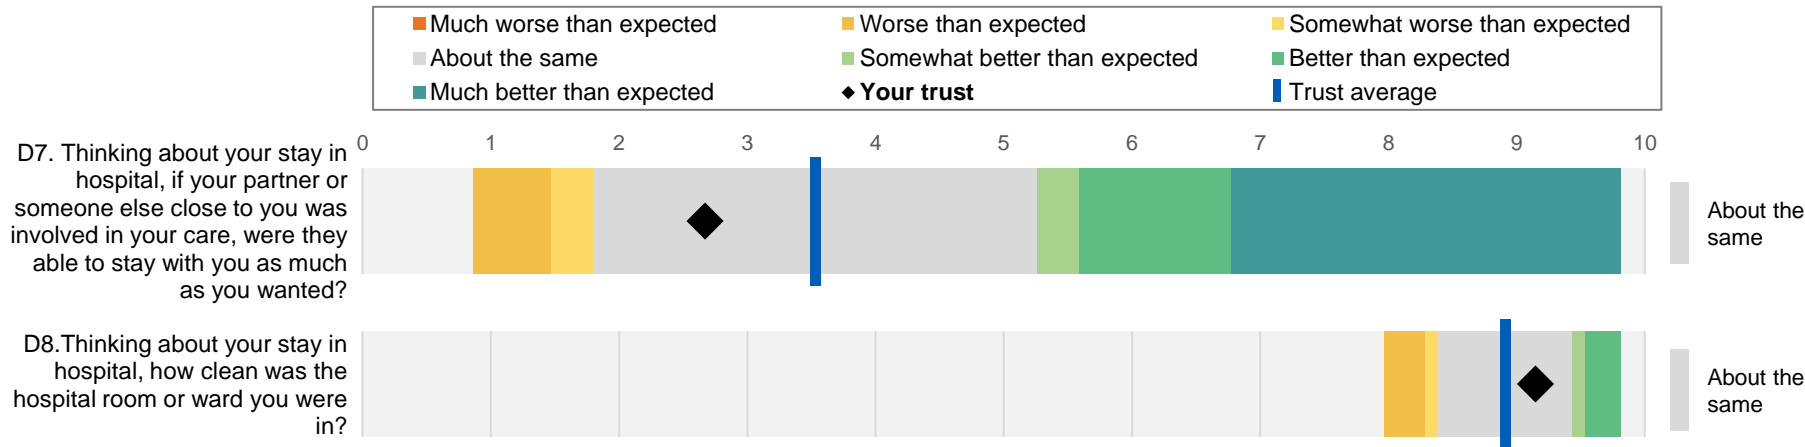 Much worse than expected
Worse than expected
Somewhat worse than expected
About the same
Somewhat better than expected
Better than expected
Much better than expected
Your trust
Trust average
0 1 2 3 4 5 6 7 8 9 10
D7. Thinking about your stay in
hospital, if your partner or
someone else close to you was
involved in your care, were they
able to stay with you as much
as you wanted?
About the
same
D8.Thinking about your stay in
hospital, how clean was the
hospital room or ward you were
in?
About the
same